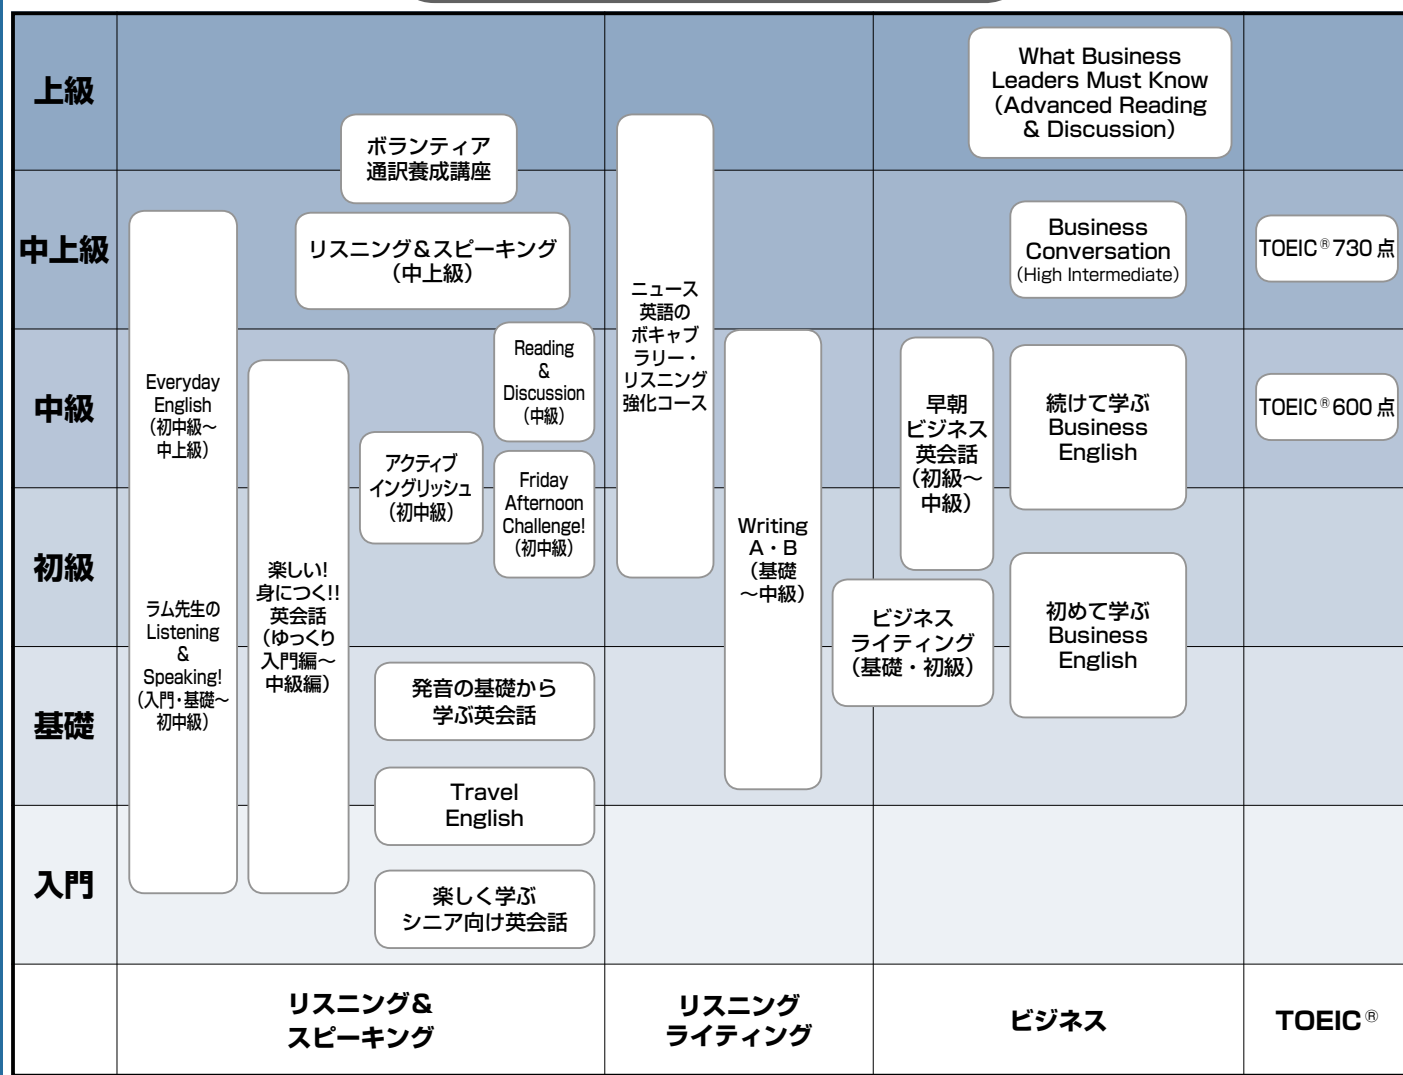 上級
What Business
Leaders Must Know
(Advanced Reading
& Discussion)
ボランティア
通訳養成講座
中上級
リスニング&スピーキング
(中上級)
Business
Conversation
(High Intermediate)
TOEIC® 730 点
ニュース
英語の
ボキャブ
ラリー・
リスニング
強化コース
中級
Everyday
English
(初中級～
中上級)
Reading
&
Discussion
(中級)
早朝
ビジネス
英会話
(初級～
中級)
続けて学ぶ
Business
English
TOEIC® 600 点
アクティブ
イングリッシュ
(初中級)
Friday
Afternoon
Challenge!
(初中級)
Writing
A・B
(基礎
～中級)
初級
楽しい!
身につく!!
英会話
(ゆっくり
入門編～
中級編)
ラム先生の
Listening
&
Speaking!
(入門・基礎～
初中級)
ビジネス
ライティング
(基礎・初級)
初めて学ぶ
Business
English
基礎
発音の基礎から
学ぶ英会話
Travel
English
入門
楽しく学ぶ
シニア向け英会話
リスニング&
スピーキング
リスニング
ライティング
ビジネス
TOEIC®